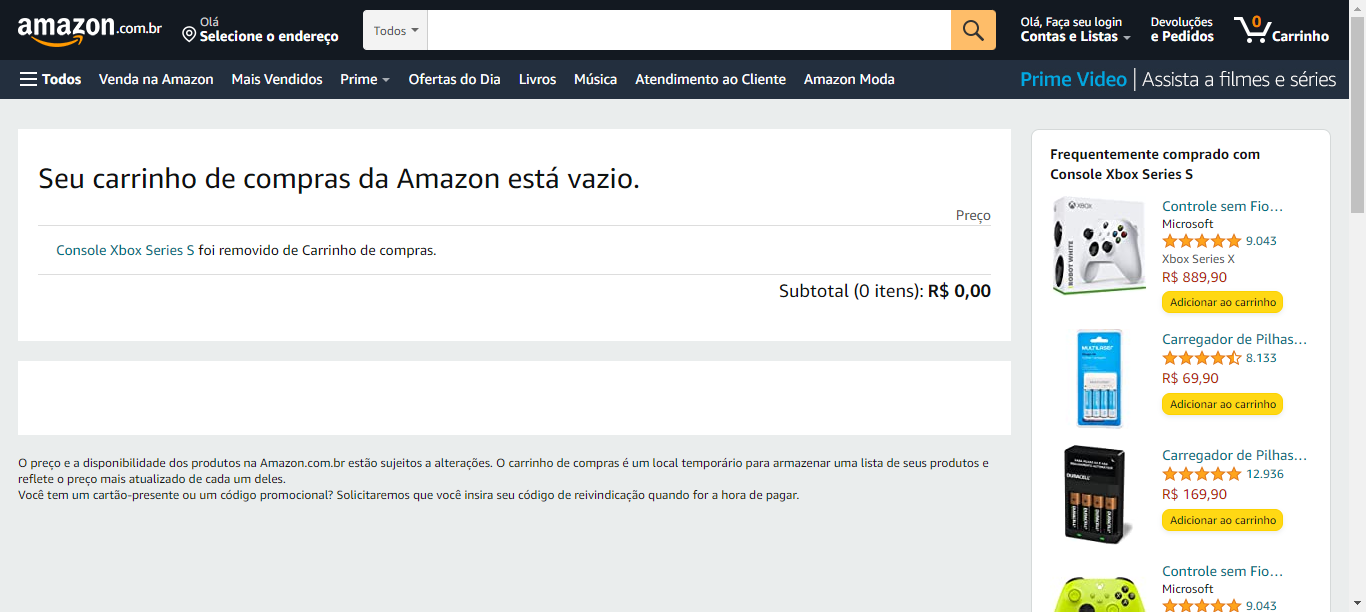 amazon.com.br
Olá
Selecione o endereço
Todos
Olá, Faça seu login
Contas e Listas
Devoluções
e Pedidos
0
Carrinho
Todos
Venda na Amazon
Mais Vendidos
Prime
Ofertas do Dia
Livros
Música
Atendimento ao Cliente
Amazon Moda
Prime Video | Assista a filmes e séries
Seu carrinho de compras da Amazon está vazio.
Preço
Console Xbox Series S foi removido de Carrinho de compras.
Subtotal (0 itens): R$ 0,00
O preço e a disponibilidade dos produtos na Amazon.com.br estão sujeitos a alterações. O carrinho de compras é um local temporário para armazenar uma lista de seus produtos e
reflete o preço mais atualizado de cada um deles.
Você tem um cartão-presente ou um código promocional? Solicitaremos que você insira seu código de reivindicação quando for a hora de pagar.
Frequentemente comprado com
Console Xbox Series S
XBOX
ROBOT WHITE
Controle sem Fio…
Microsoft
9.043
Xbox Series X
R$ 889,90
Adicionar ao carrinho
MULTILASER
Carregador de Pilhas…
8.133
R$ 69,90
Adicionar ao carrinho
DURACELL
Carregador de Pilhas…
12.936
R$ 169,90
Adicionar ao carrinho
Controle sem Fio…
Microsoft
9.043